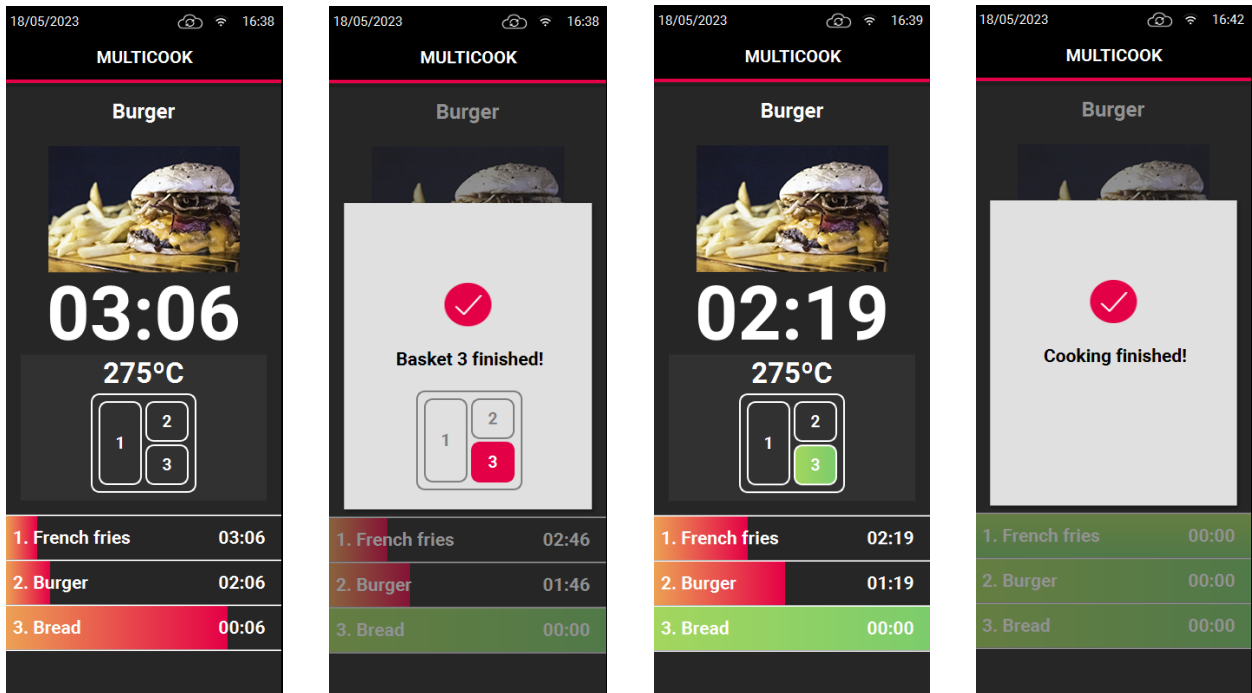 18/05/2023 16:38
MULTICOOK
Burger
03:06
275ºC
1 2 3
1. French fries 03:06
2. Burger 02:06
3. Bread 00:06
18/05/2023 16:38
MULTICOOK
Burger
Basket 3 finished!
1 2 3
1. French fries 02:46
2. Burger 01:46
3. Bread 00:00
18/05/2023 16:39
MULTICOOK
Burger
02:19
275ºC
1 2 3
1. French fries 02:19
2. Burger 01:19
3. Bread 00:00
18/05/2023 16:42
MULTICOOK
Burger
Cooking finished!
1. French fries 00:00
2. Burger 00:00
3. Bread 00:00